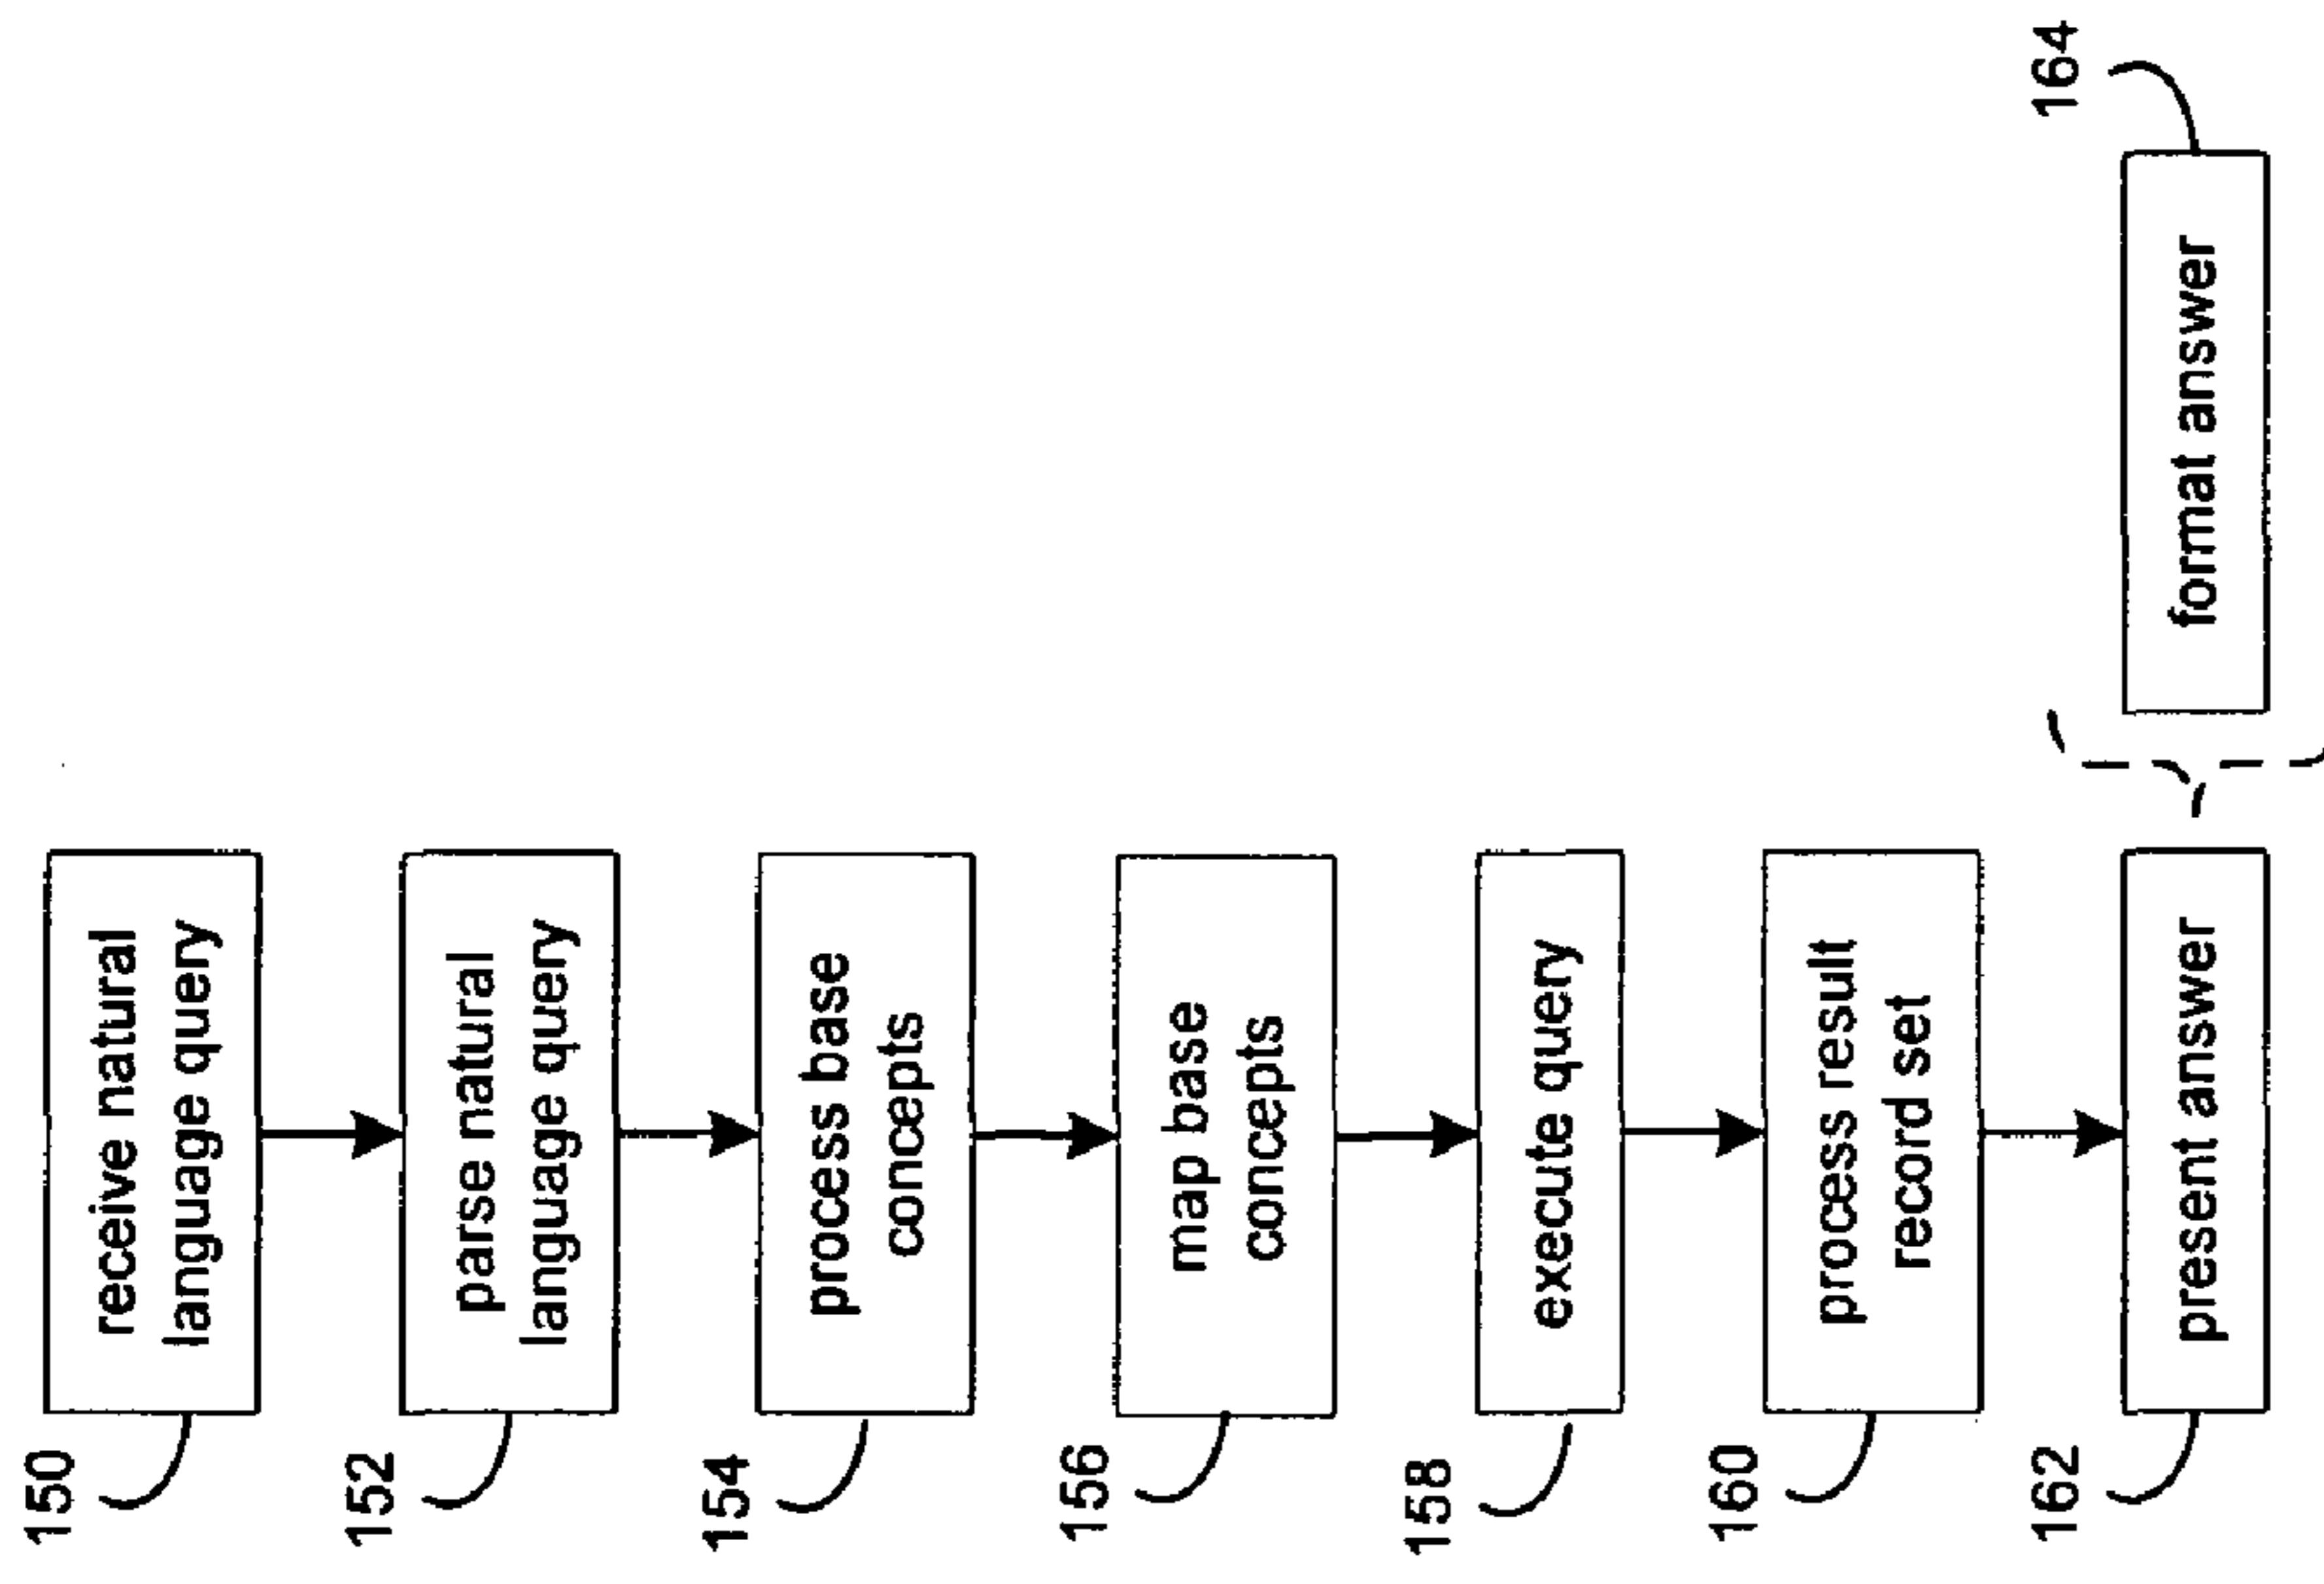 150
receive natural
language query
152
parse natural
language query
154
process base
concepts
156
map base
concepts
158
execute query
160
process result
record set
162
present answer
format answer
164